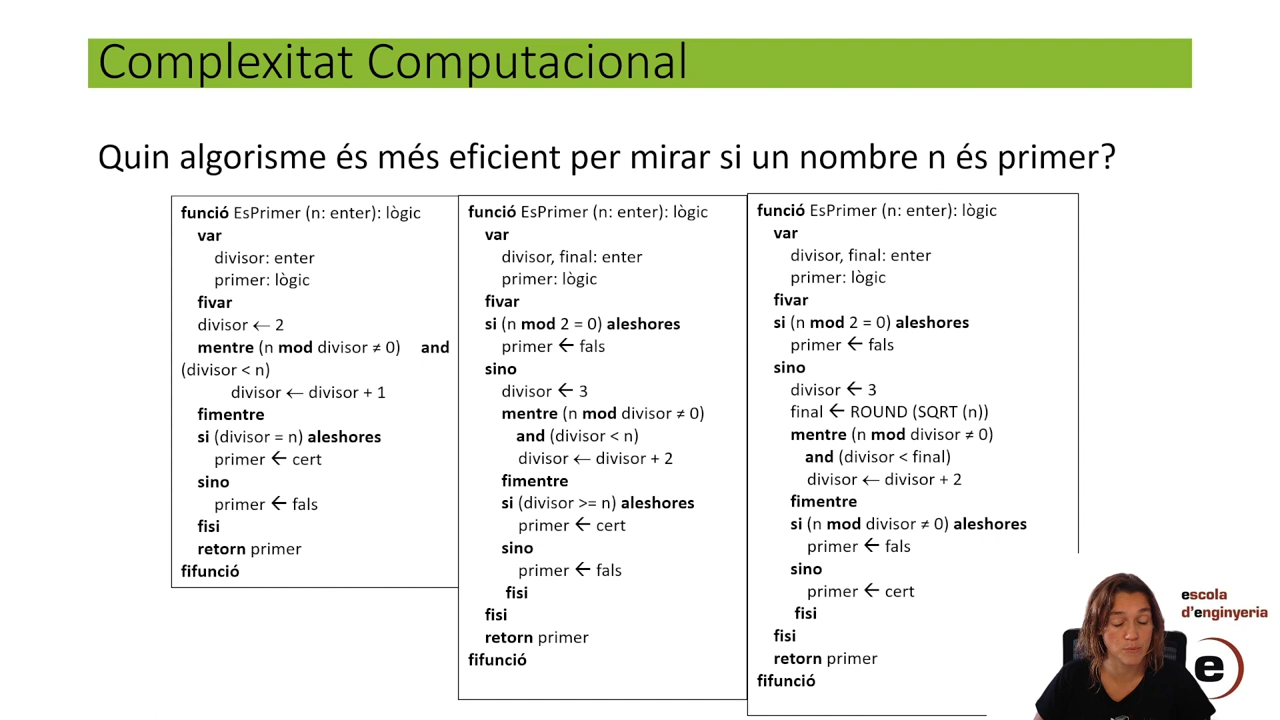 Complexitat Computacional
Quin algorisme és més eficient per mirar si un nombre n és primer?
funció EsPrimer (n: enter): lògic
var
divisor: enter
primer: lògic
fivar
divisor ← 2
mentre (n mod divisor ≠ 0) and
(divisor < n)
divisor ← divisor + 1
fimentre
si (divisor = n) aleshores
primer ← cert
sino
primer ← fals
fisi
retorn primer
fifunció
funció EsPrimer (n: enter): lògic
var
divisor, final: enter
primer: lògic
fivar
si (n mod 2 = 0) aleshores
primer ← fals
sino
divisor ← 3
mentre (n mod divisor ≠ 0)
and (divisor < n)
divisor ← divisor + 2
fimentre
si (divisor >= n) aleshores
primer ← cert
sino
primer ← fals
fisi
fisi
retorn primer
fifunció
funció EsPrimer (n: enter): lògic
var
divisor, final: enter
primer: lògic
fivar
si (n mod 2 = 0) aleshores
primer ← fals
sino
divisor ← 3
final ← ROUND (SQRT (n))
mentre (n mod divisor ≠ 0)
and (divisor < final)
divisor ← divisor + 2
fimentre
si (n mod divisor ≠ 0) aleshores
primer ← fals
sino
primer ← cert
fisi
fisi
retorn primer
fifunció
escola
d'enginyeria
e